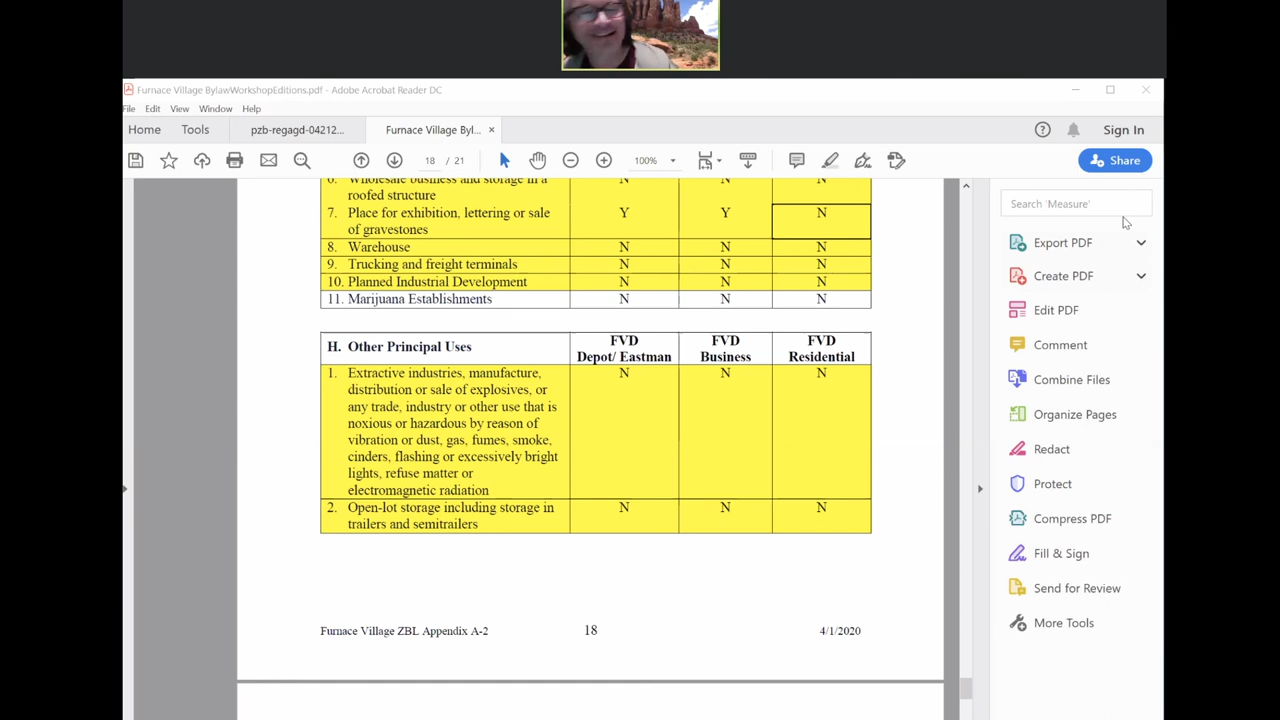 Furnace Village BylawWorkshopEditions.pdf - Adobe Acrobat Reader DC
File Edit View Window Help
Home Tools pzb-regagd-04212... Furnace Village Byl... × Sign In
18 / 21 100% Share
6. Wholesale business and storage in a N N N
roofed structure
7. Place for exhibition, lettering or sale Y Y N
of gravestones
8. Warehouse N N N
9. Trucking and freight terminals N N N
10. Planned Industrial Development N N N
11. Marijuana Establishments N N N
H. Other Principal Uses FVD FVD FVD
Depot/ Eastman Business Residential
1. Extractive industries, manufacture, N N N
distribution or sale of explosives, or
any trade, industry or other use that is
noxious or hazardous by reason of
vibration or dust, gas, fumes, smoke,
cinders, flashing or excessively bright
lights, refuse matter or
electromagnetic radiation
2. Open-lot storage including storage in N N N
trailers and semitrailers
Furnace Village ZBL Appendix A-2 18 4/1/2020
Search 'Measure'
Export PDF
Create PDF
Edit PDF
Comment
Combine Files
Organize Pages
Redact
Protect
Compress PDF
Fill & Sign
Send for Review
More Tools